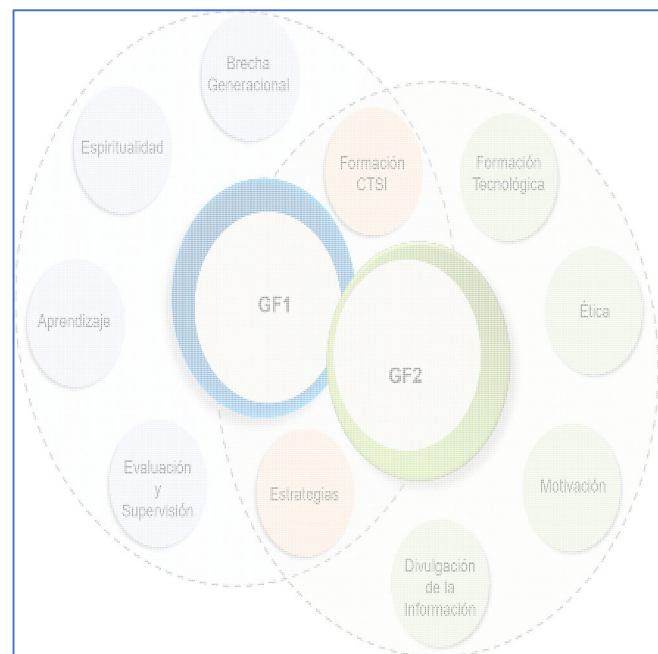 Brecha
Generacional
Espiritualidad
Formación
CTSI
Formación
Tecnológica
GF1
Aprendizaje
Ética
GF2
Evaluación
y
Supervisión
Estrategias
Motivación
Divulgación
de la
Información